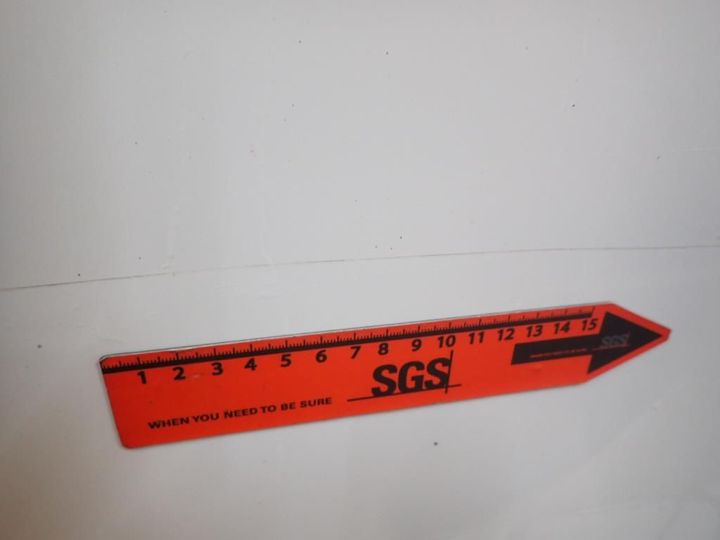 1 2 3 4 5 6 7 8 9 10 11 12 13 14 15
SGS
SGS
WHEN YOU NEED TO BE SURE